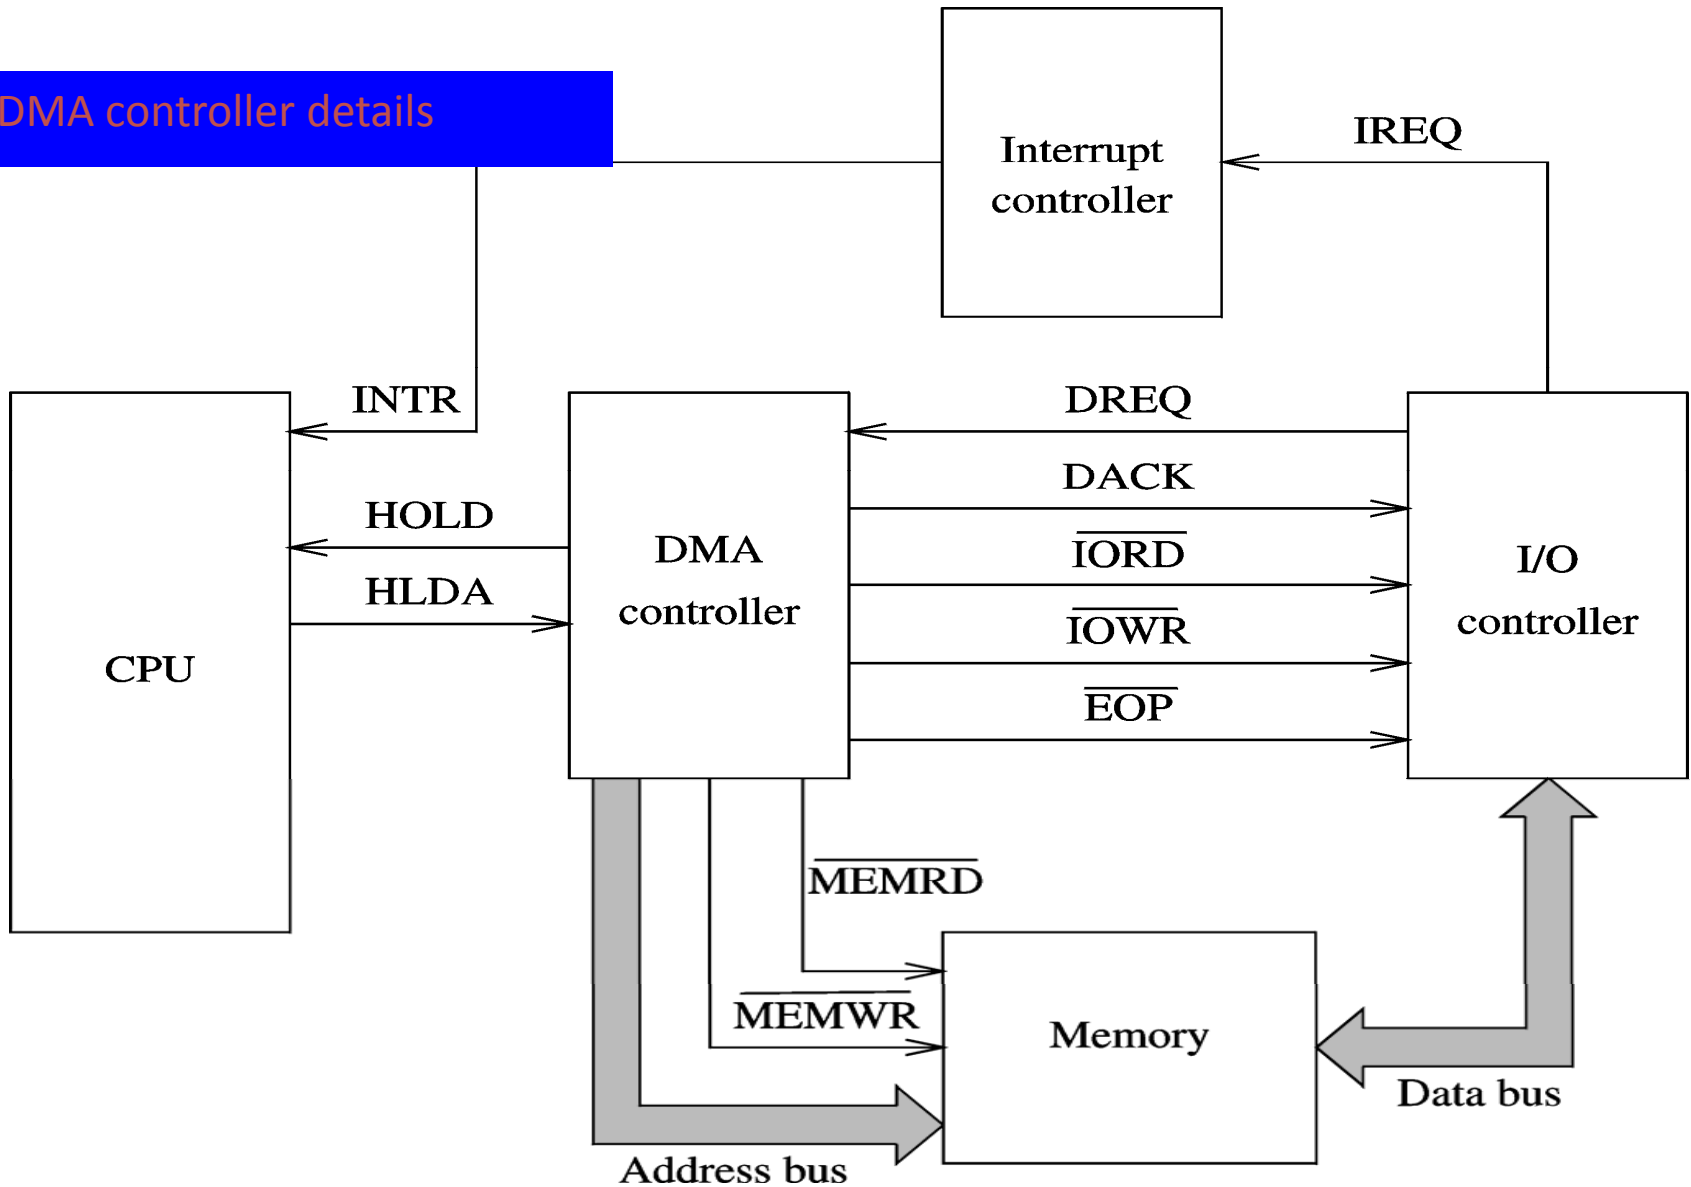 DMA controller details
Interrupt
controller
IREQ
INTR
HOLD
HLDA
CPU
DMA
controller
DREQ
DACK
IORD
IOWR
EOP
I/O
controller
MEMRD
MEMWR
Memory
Data bus
Address bus